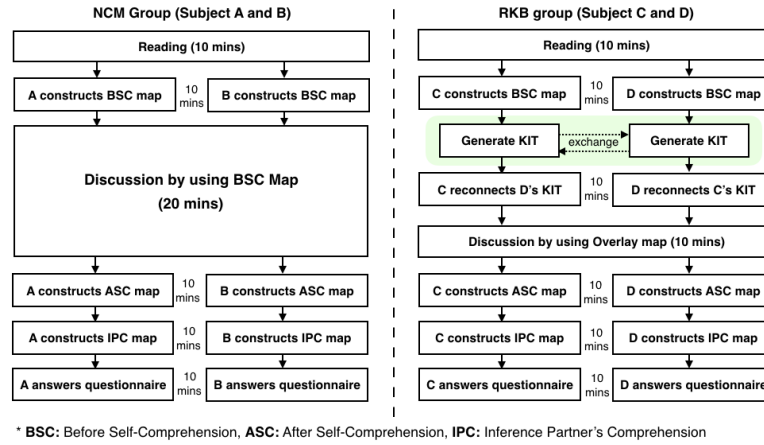 NCM Group (Subject A and B)
RKB group (Subject C and D)
Reading (10 mins)
Reading (10 mins)
A constructs BSC map
10
mins
B constructs BSC map
C constructs BSC map
10
mins
D constructs BSC map
Generate KIT
exchange
Generate KIT
Discussion by using BSC Map
(20 mins)
C reconnects D's KIT
10
mins
D reconnects C's KIT
Discussion by using Overlay map (10 mins)
A constructs ASC map
10
mins
B constructs ASC map
C constructs ASC map
10
mins
D constructs ASC map
A constructs IPC map
10
mins
B constructs IPC map
C constructs IPC map
10
mins
D constructs IPC map
A answers questionnaire
10
mins
B answers questionnaire
C answers questionnaire
10
mins
D answers questionnaire
* BSC: Before Self-Comprehension, ASC: After Self-Comprehension, IPC: Inference Partner's Comprehension